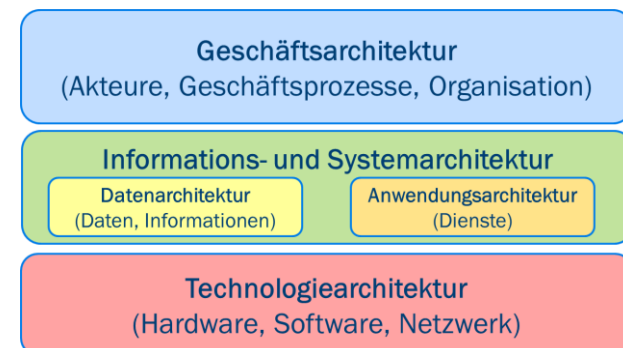 Geschäftsarchitektur
(Akteure, Geschäftsprozesse, Organisation)
Informations- und Systemarchitektur
Datenarchitektur
(Daten, Informationen)
Anwendungsarchitektur
(Dienste)
Technologiearchitektur
(Hardware, Software, Netzwerk)